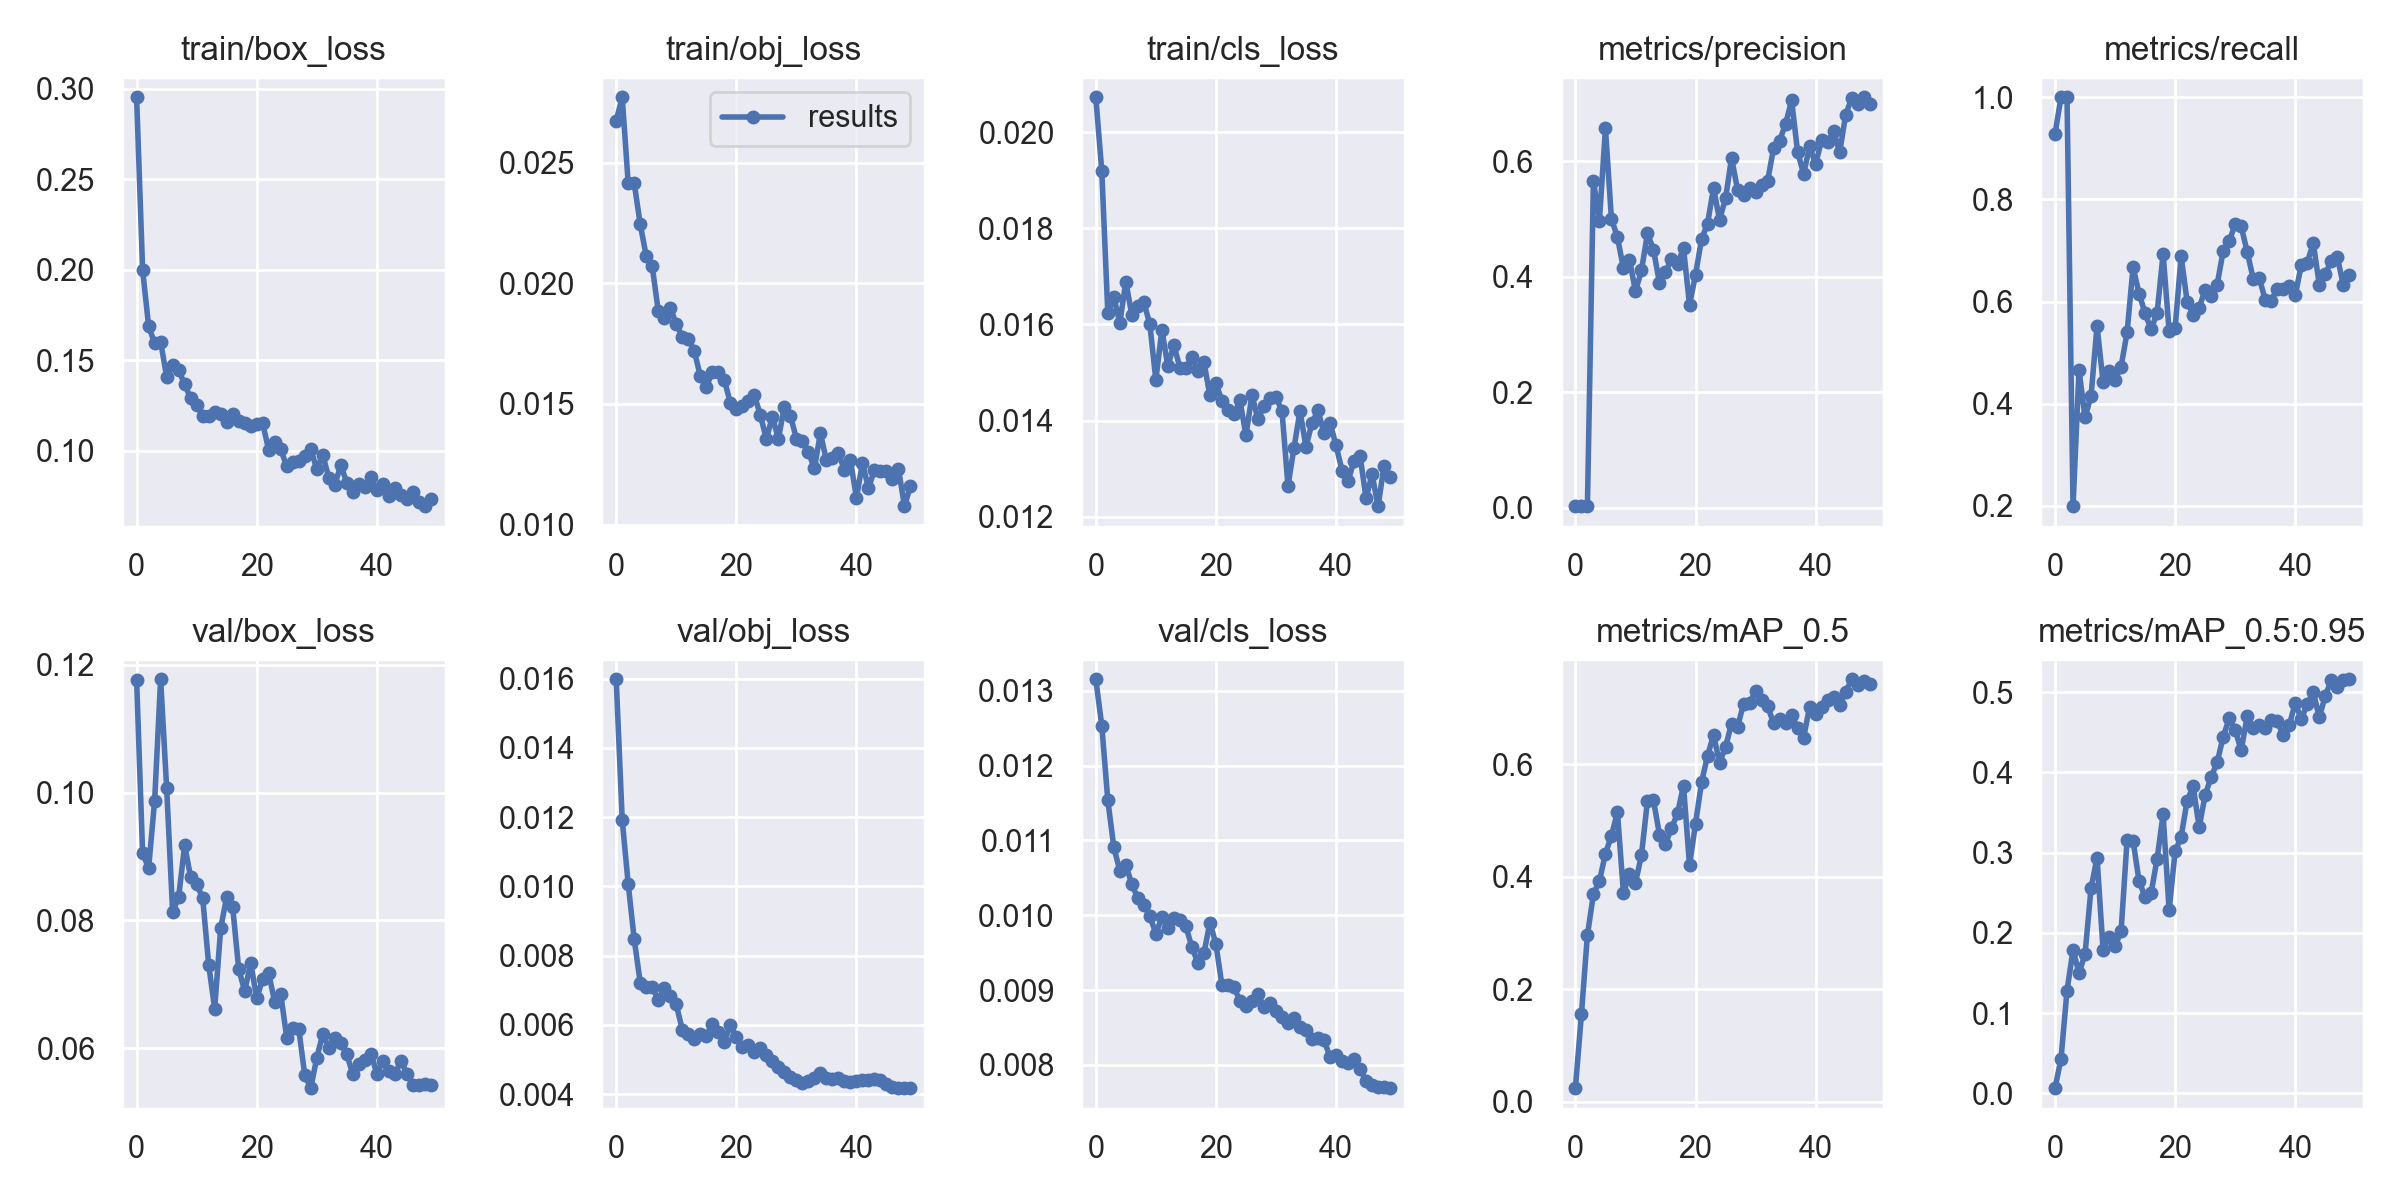 train/box_loss
0.30
0.25
0.20
0.15
0.10
0 20 40
train/obj_loss
results
0.025
0.020
0.015
0.010
0 20 40
train/cls_loss
0.020
0.018
0.016
0.014
0.012
0 20 40
metrics/precision
0.6
0.4
0.2
0.0
0 20 40
metrics/recall
1.0
0.8
0.6
0.4
0.2
0 20 40
val/box_loss
0.12
0.10
0.08
0.06
0 20 40
val/obj_loss
0.016
0.014
0.012
0.010
0.008
0.006
0.004
0 20 40
val/cls_loss
0.013
0.012
0.011
0.010
0.009
0.008
0 20 40
metrics/mAP_0.5
0.6
0.4
0.2
0.0
0 20 40
metrics/mAP_0.5:0.95
0.5
0.4
0.3
0.2
0.1
0.0
0 20 40